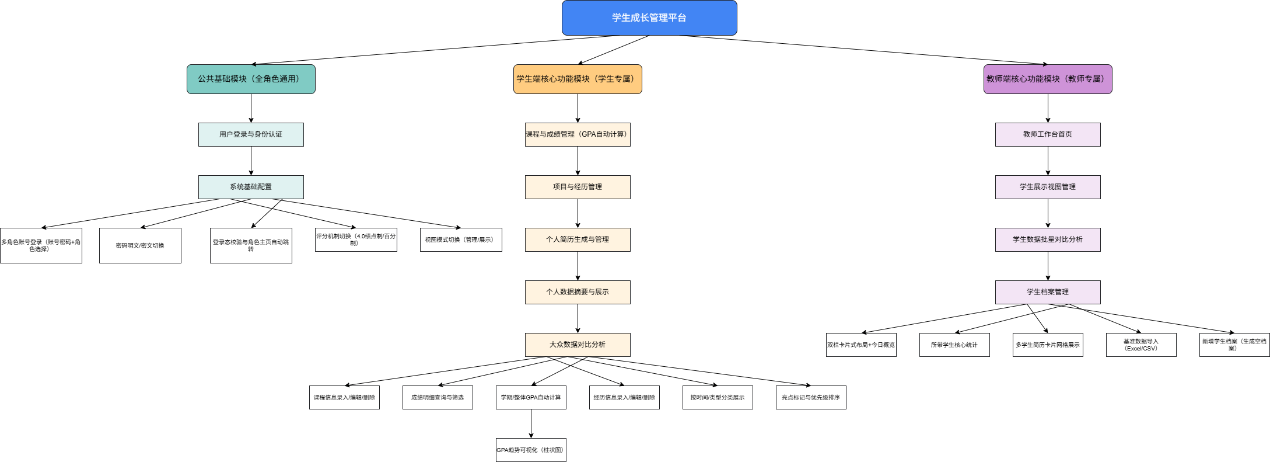 学生成长管理平台
公共基础模块（全角色通用）
学生端核心功能模块（学生专属）
教师端核心功能模块（教师专属）
用户登录与身份认证
课程与成绩管理（GPA自动计算）
教师工作台首页
系统基础配置
项目与经历管理
学生展示视图管理
多角色账号登录（账号密码+角
色选择）
密码明文/密文切换
登录态校验与角色主页自动跳
转
评分机制切换（4.0绩点制/百分
制）
视图模式切换（管理/展示）
个人简历生成与管理
学生数据批量对比分析
个人数据摘要与展示
学生档案管理
大众数据对比分析
双栏卡片式布局+今日概览
所带学生核心统计
多学生简历卡片网格展示
基准数据导入
（Excel/CSV）
新增学生档案（生成空档
案）
课程信息录入/编辑/删除
成绩明细查询与筛选
学期/整体GPA自动计算
经历信息录入/编辑/删除
按时间/类型分类展示
亮点标记与优先级排序
GPA趋势可视化（柱状图）